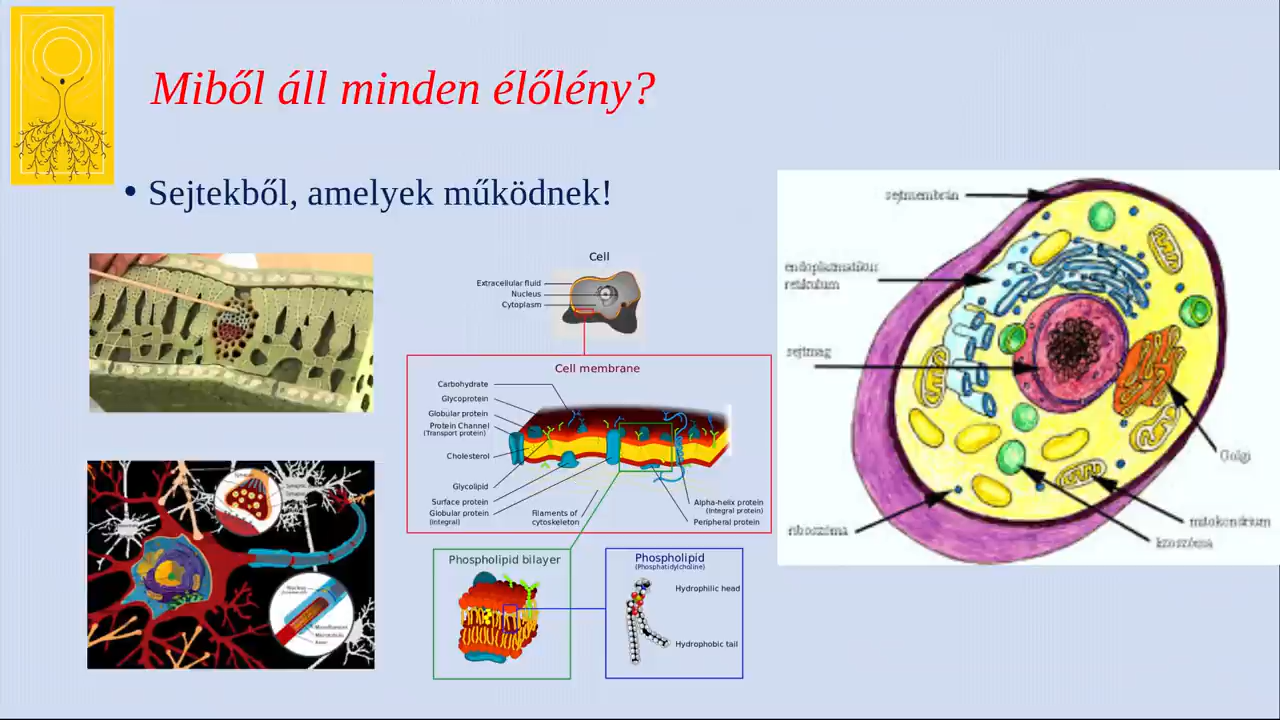 Miből áll minden élőlény?
• Sejtekből, amelyek működnek!
Cell
Extracellular fluid
Nucleus
Cytoplasm
Cell membrane
Carbohydrate
Glycoprotein
Globular protein
Protein Channel
(Transport protein)
Cholesterol
Glycolipid
Surface protein
Globular protein
(Integral)
Filaments of
cytoskeleton
Alpha-helix protein
(Integral protein)
Peripheral protein
Phospholipid bilayer
Phospholipid
(Phosphatidylcholine)
Hydrophilic head
Hydrophobic tail
sejtmembrán
endoplazmatikus
retikulum
sejtmag
Golgi
riboszóma
mitokondrium
lizoszóma